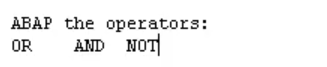 ABAP the operators:
OR AND NOT